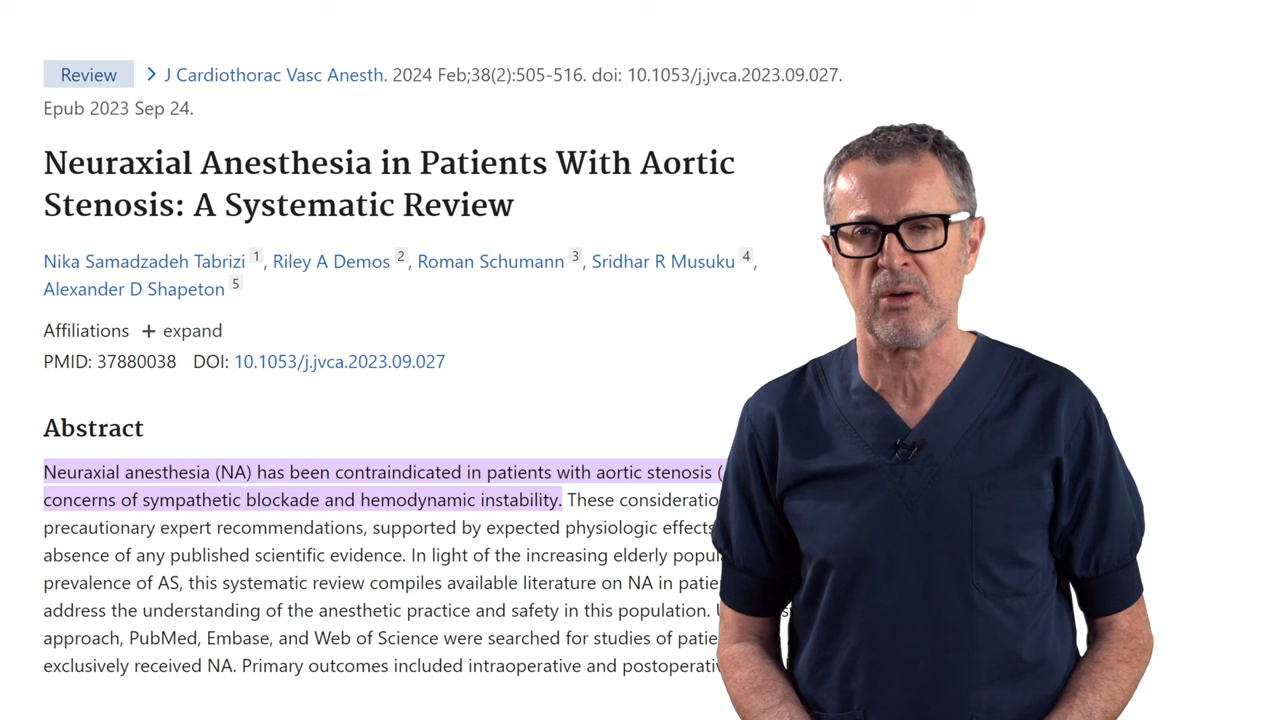 Review > J Cardiothorac Vasc Anesth. 2024 Feb;38(2):505-516. doi: 10.1053/j.jvca.2023.09.027.
Epub 2023 Sep 24.
Neuraxial Anesthesia in Patients With Aortic
Stenosis: A Systematic Review
Nika Samadzadeh Tabrizi 1, Riley A Demos 2, Roman Schumann 3, Sridhar R Musuku 4,
Alexander D Shapeton 5
Affiliations + expand
PMID: 37880038 DOI: 10.1053/j.jvca.2023.09.027
Abstract
Neuraxial anesthesia (NA) has been contraindicated in patients with aortic stenosis (
concerns of sympathetic blockade and hemodynamic instability. These
precautionary expert recommendations, supported by expected physiologic effects
absence of any published scientific evidence. In light of the increasing elderly
prevalence of AS, this systematic review compiles available literature on NA in
address the understanding of the anesthetic practice and safety in this population.
approach, PubMed, Embase, and Web of Science were searched for studies of
exclusively received NA. Primary outcomes included intraoperative and